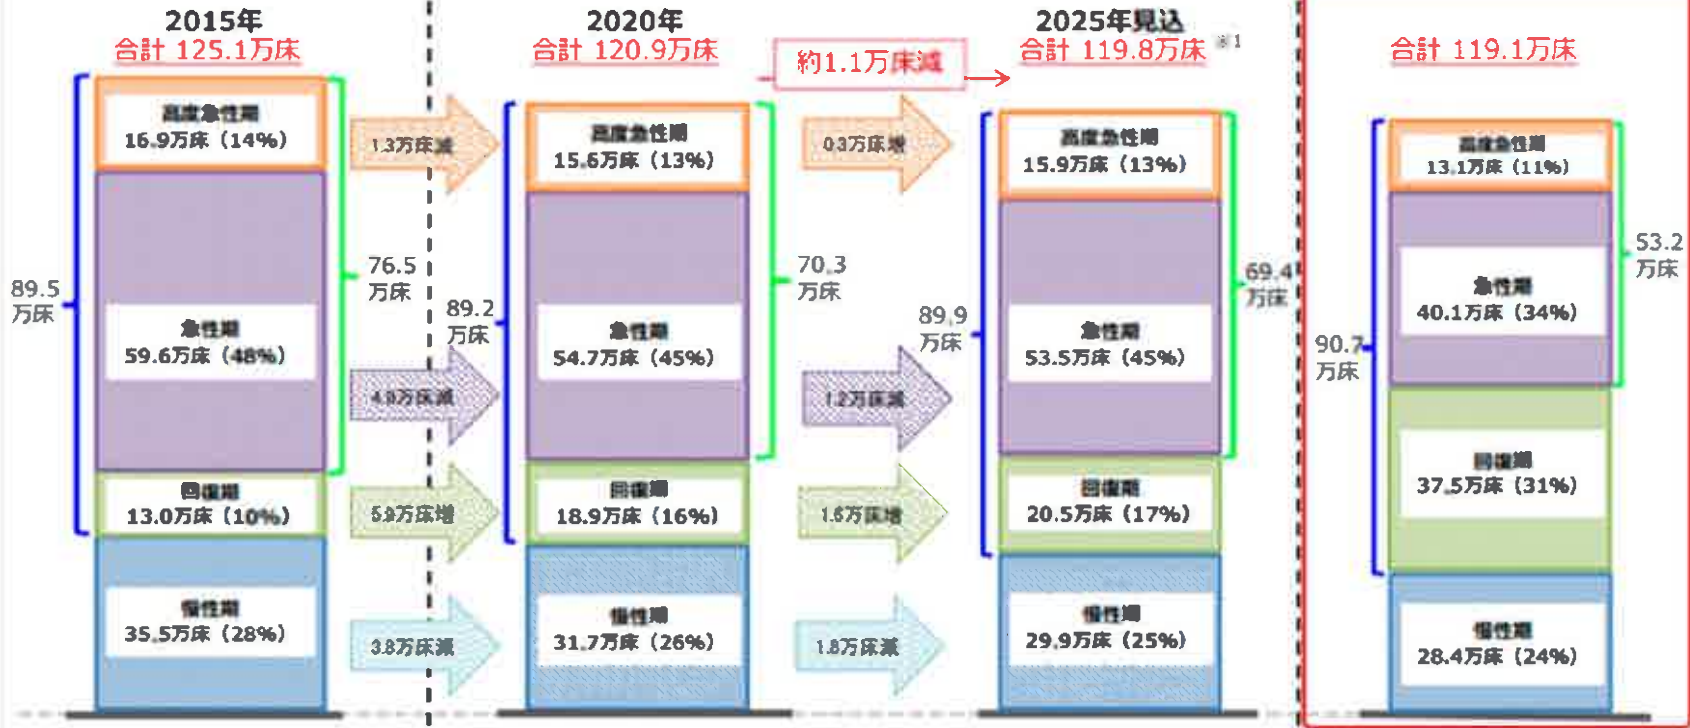 2015年
合計 125.1万床
高度急性期
16.9万床（14%）
急性期
59.6万床（48%）
回復期
13.0万床（10%）
慢性期
35.5万床（28%）
89.5
万床
76.5
万床
1.3万床減
4.9万床減
5.9万床増
3.8万床減
2020年
合計 120.9万床
高度急性期
15.6万床（13%）
急性期
54.7万床（45%）
回復期
18.9万床（16%）
慢性期
31.7万床（26%）
89.2
万床
70.3
万床
約1.1万床減
0.3万床増
1.2万床減
1.6万床増
1.8万床減
2025年見込
合計 119.8万床 ※1
高度急性期
15.9万床（13%）
急性期
53.5万床（45%）
回復期
20.5万床（17%）
慢性期
29.9万床（25%）
89.9
万床
69.4
万床
合計 119.1万床
高度急性期
13.1万床（11%）
急性期
40.1万床（34%）
回復期
37.5万床（31%）
慢性期
28.4万床（24%）
90.7
万床
53.2
万床